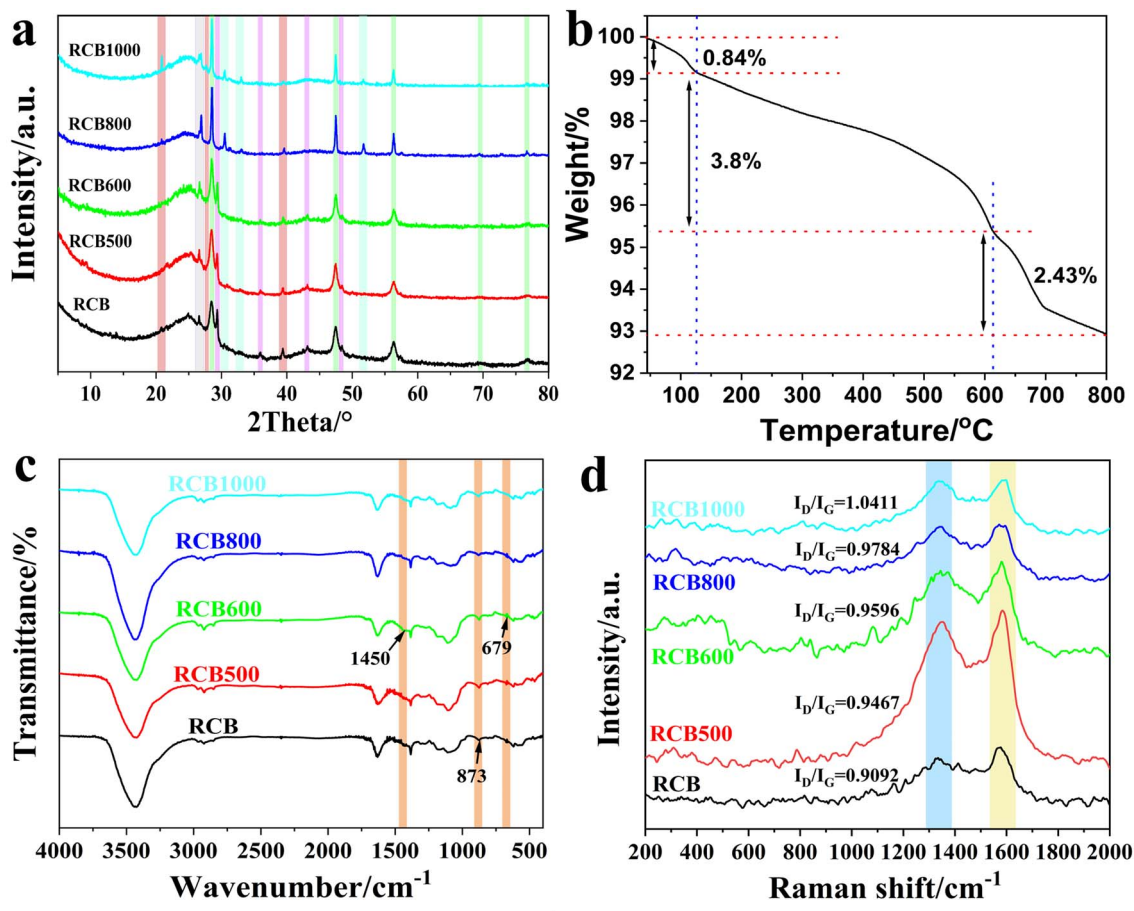 a
RCB1000
RCB800
RCB600
RCB500
RCB
Intensity/a.u.
10 20 30 40 50 60 70 80
2Theta/°
b
100
99
98
97
96
95
94
93
92
0.84%
3.8%
2.43%
Weight/%
100 200 300 400 500 600 700 800
Temperature/°C
c
RCB1000
RCB800
RCB600
1450
679
RCB500
RCB
873
Transmittance/%
4000 3500 3000 2500 2000 1500 1000 500
Wavenumber/cm⁻¹
d
RCB1000
I_D/I_G=1.0411
I_D/I_G=0.9784
RCB800
I_D/I_G=0.9596
RCB600
I_D/I_G=0.9467
RCB500
I_D/I_G=0.9092
RCB
Intensity/a.u.
200 400 600 800 1000 1200 1400 1600 1800 2000
Raman shift/cm⁻¹